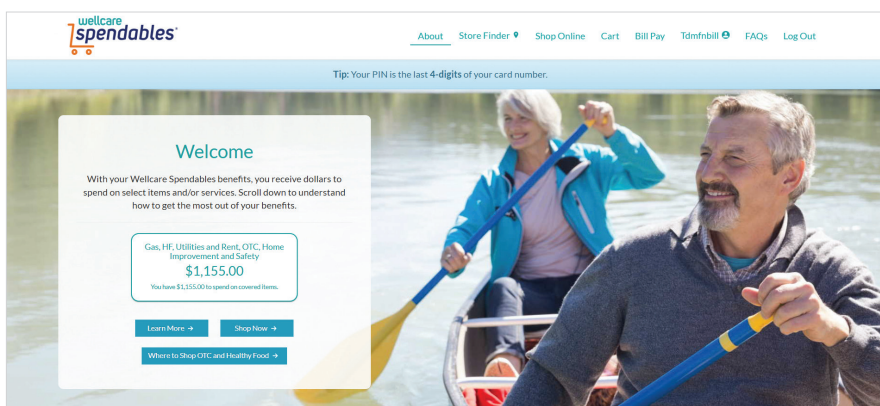 wellcare
spendables®
About Store Finder Shop Online Cart Bill Pay Tdmfnbill FAQs Log Out
Tip: Your PIN is the last 4-digits of your card number.
Welcome
With your Wellcare Spendables benefits, you receive dollars to
spend on select items and/or services. Scroll down to understand
how to get the most out of your benefits.
Gas, HF, Utilities and Rent, OTC, Home
Improvement and Safety
$1,155.00
You have $1,155.00 to spend on covered items.
Learn More → Shop Now →
Where to Shop OTC and Healthy Food →